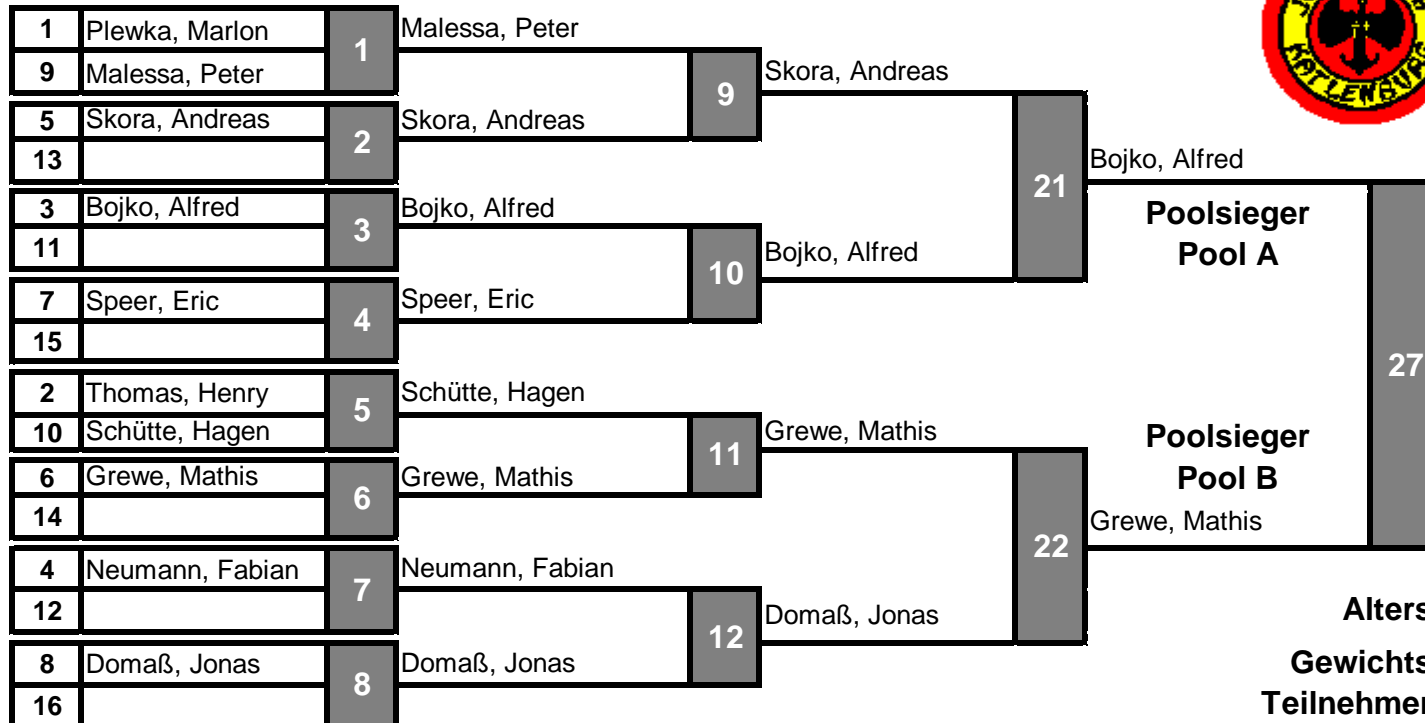 1 Plewka, Marlon
9 Malessa, Peter
1
Malessa, Peter
5 Skora, Andreas
13
2
Skora, Andreas
9
Skora, Andreas
3 Bojko, Alfred
11
3
Bojko, Alfred
7 Speer, Eric
15
4
Speer, Eric
10
Bojko, Alfred
21
Bojko, Alfred
Poolsieger
Pool A
2 Thomas, Henry
10 Schütte, Hagen
5
Schütte, Hagen
6 Grewe, Mathis
14
6
Grewe, Mathis
11
Grewe, Mathis
4 Neumann, Fabian
12
7
Neumann, Fabian
8 Domaß, Jonas
16
8
Domaß, Jonas
12
Domaß, Jonas
22
Poolsieger
Pool B
Grewe, Mathis
27
Alters
Gewichts
Teilnehmer
KATLENBURG